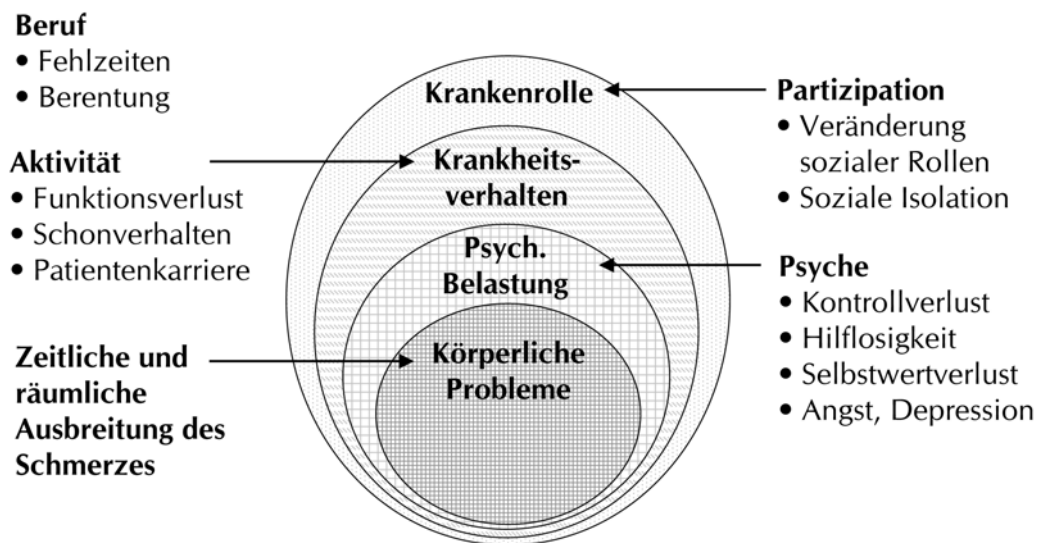 Beruf
• Fehlzeiten
• Berentung
Aktivität
• Funktionsverlust
• Schonverhalten
• Patientenkarriere
Zeitliche und
räumliche
Ausbreitung des
Schmerzes
Krankenrolle
Krankheits-
verhalten
Psych.
Belastung
Körperliche
Probleme
Partizipation
• Veränderung
sozialer Rollen
• Soziale Isolation
Psyche
• Kontrollverlust
• Hilflosigkeit
• Selbstwertverlust
• Angst, Depression